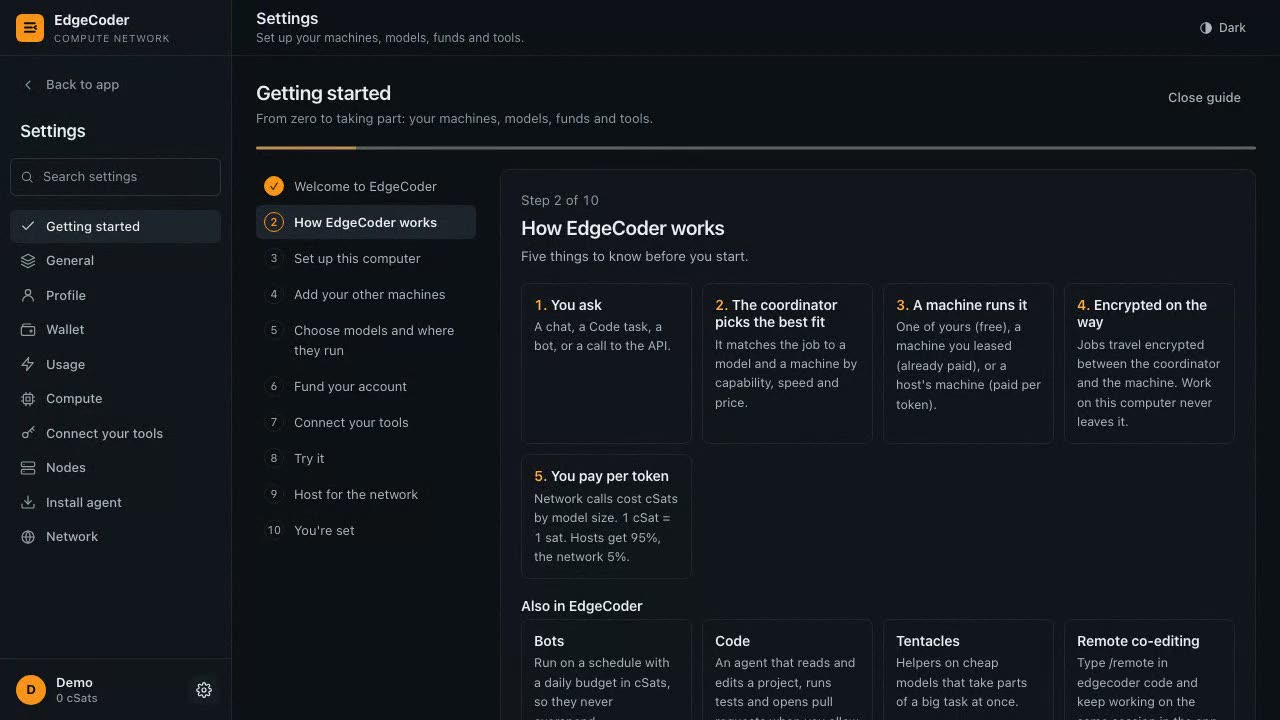 EdgeCoder
COMPUTE NETWORK
Settings
Set up your machines, models, funds and tools.
Dark
Back to app
Settings
Search settings
Getting started
General
Profile
Wallet
Usage
Compute
Connect your tools
Nodes
Install agent
Network
D
Demo
0 cSats
Getting started
From zero to taking part: your machines, models, funds and tools.
Close guide
Welcome to EdgeCoder
2 How EdgeCoder works
3 Set up this computer
4 Add your other machines
5 Choose models and where
they run
6 Fund your account
7 Connect your tools
8 Try it
9 Host for the network
10 You're set
Step 2 of 10
How EdgeCoder works
Five things to know before you start.
1. You ask
A chat, a Code task, a
bot, or a call to the API.
2. The coordinator
picks the best fit
It matches the job to a
model and a machine by
capability, speed and
price.
3. A machine runs it
One of yours (free), a
machine you leased
(already paid), or a
host's machine (paid per
token).
4. Encrypted on the
way
Jobs travel encrypted
between the coordinator
and the machine. Work
on this computer never
leaves it.
5. You pay per token
Network calls cost cSats
by model size. 1 cSat =
1 sat. Hosts get 95%,
the network 5%.
Also in EdgeCoder
Bots
Run on a schedule with
a daily budget in cSats,
so they never
Code
An agent that reads and
edits a project, runs
tests and opens pull
Tentacles
Helpers on cheap
models that take parts
of a big task at once.
Remote co-editing
Type /remote in
edgecoder code and
keep working on the